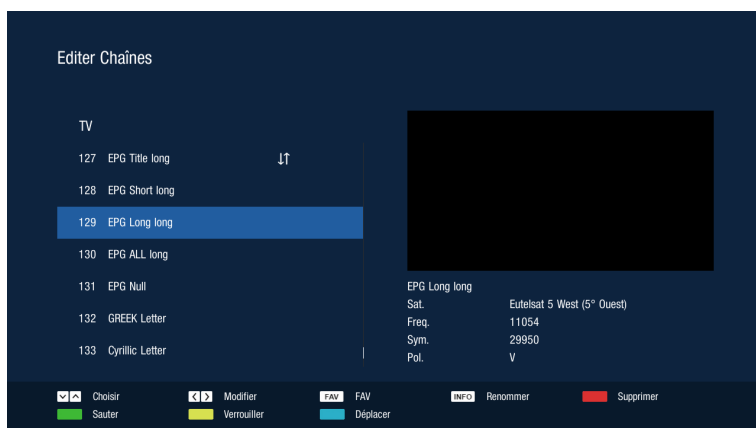 Editer Chaînes
TV
127 EPG Title long
128 EPG Short long
129 EPG Long long
130 EPG ALL long
131 EPG Null
132 GREEK Letter
133 Cyrillic Letter
EPG Long long
Sat. Eutelsat 5 West (5° Ouest)
Freq. 11054
Sym. 29950
Pol. V
Choisir Modifier FAV FAV INFO Renommer Supprimer
Sauter Verrouiller Déplacer